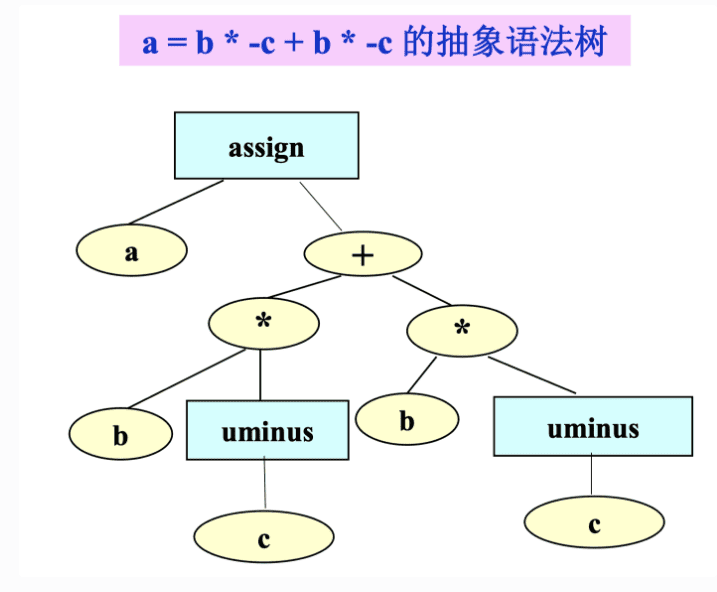 a = b * -c + b * -c 的抽象语法树
assign
a
+
*
*
b
uminus
b
uminus
c
c